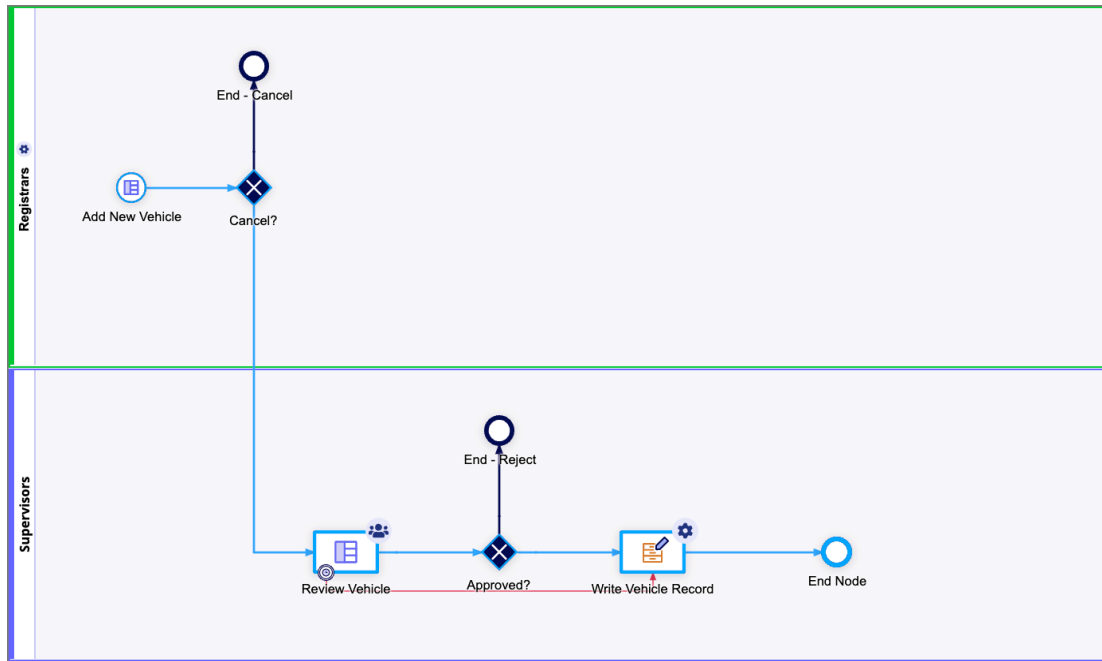 Registrars
End - Cancel
Add New Vehicle
Cancel?
Supervisors
End - Reject
Review Vehicle
Approved?
Write Vehicle Record
End Node